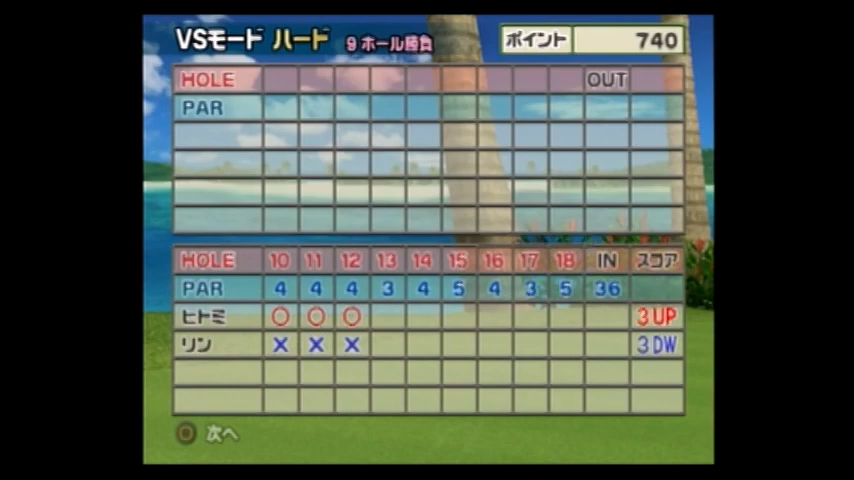 VSモード ハード 9 ホール勝負 ポイント 740
HOLE OUT
PAR
HOLE 10 11 12 13 14 15 16 17 18 IN スコア
PAR 4 4 4 3 4 5 4 3 5 36
ヒトミ ○ ○ ○ 3UP
リン × × × 3DW
○ 次へ